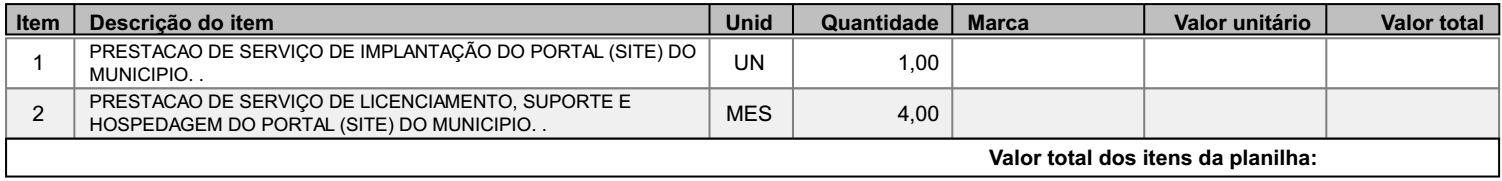 Item Descrição do item Unid Quantidade Marca Valor unitário Valor total
1 PRESTACAO DE SERVIÇO DE IMPLANTAÇÃO DO PORTAL (SITE) DO MUNICIPIO. . UN 1,00
2 PRESTACAO DE SERVIÇO DE LICENCIAMENTO, SUPORTE E HOSPEDAGEM DO PORTAL (SITE) DO MUNICIPIO. . MES 4,00
Valor total dos itens da planilha: